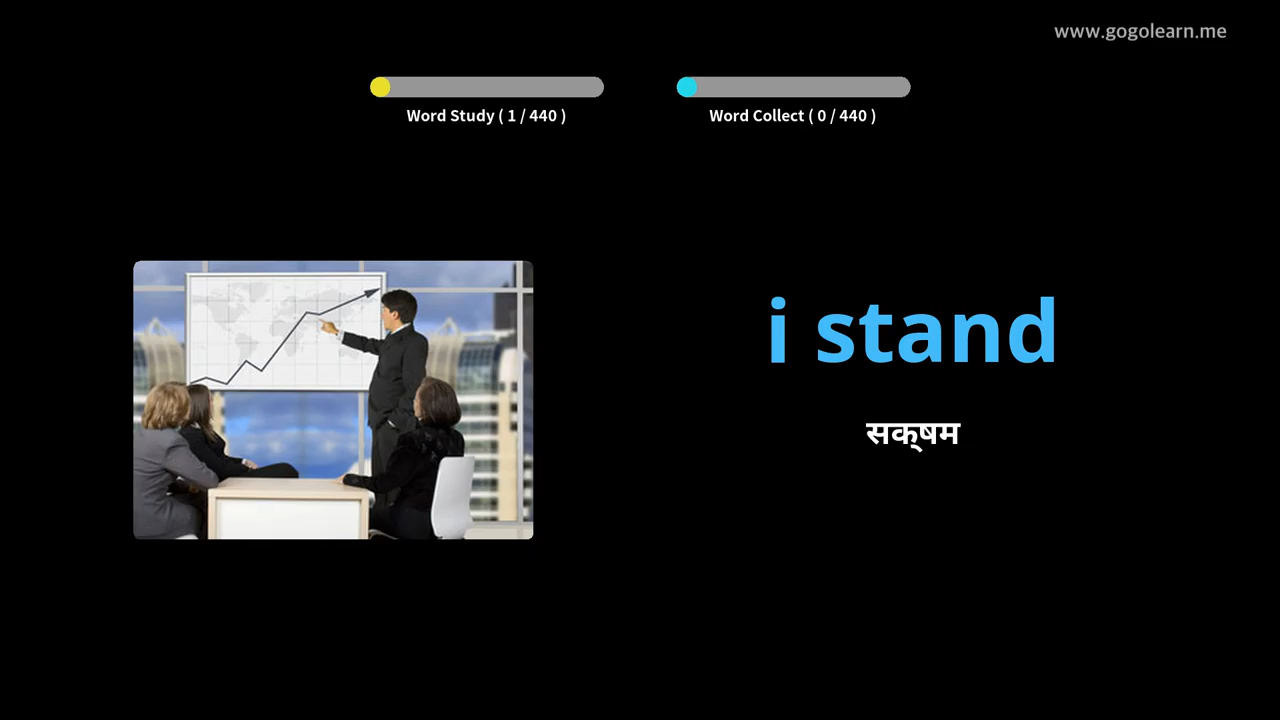 www.gogolearn.me
Word Study ( 1 / 440 )
Word Collect ( 0 / 440 )
i stand
सक्षम